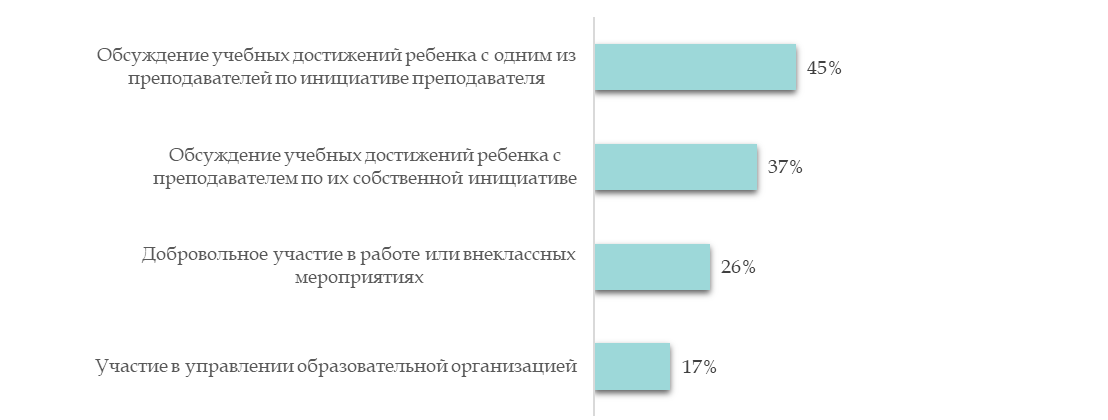 Обсуждение учебных достижений ребенка с одним из
преподавателей по инициативе преподавателя
45%
Обсуждение учебных достижений ребенка с
преподавателем по их собственной инициативе
37%
Добровольное участие в работе или внеклассных
мероприятиях
26%
Участие в управлении образовательной организацией
17%